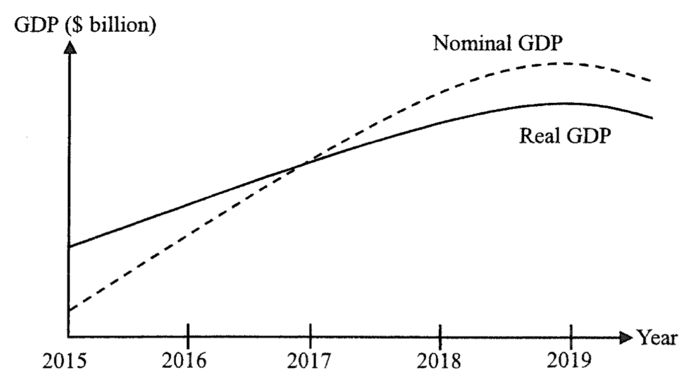 GDP ($ billion)
Nominal GDP
Real GDP
Year
2015 2016 2017 2018 2019